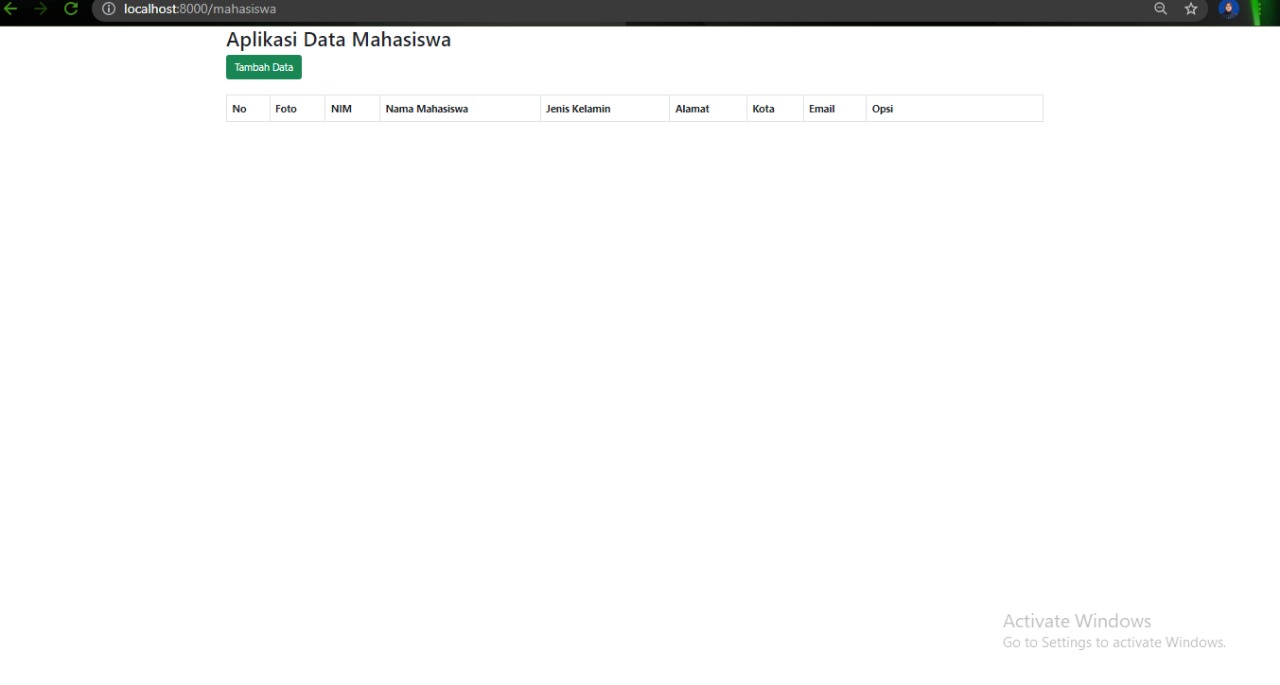 localhost:8000/mahasiswa
Aplikasi Data Mahasiswa
Tambah Data
No Foto NIM Nama Mahasiswa Jenis Kelamin Alamat Kota Email Opsi
Activate Windows
Go to Settings to activate Windows.